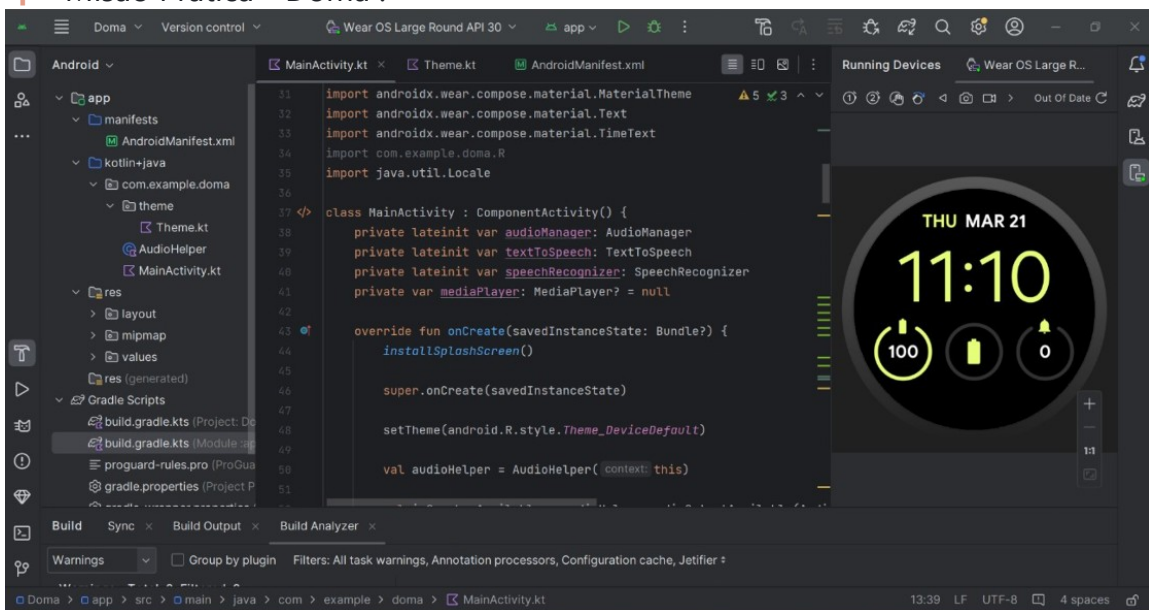 Missão Prática - Doma".
Doma
Version control
Wear OS Large Round API 30
app
Android
MainActivity.kt
Theme.kt
AndroidManifest.xml
Running Devices
Wear OS Large R...
app
manifests
AndroidManifest.xml
kotlin+java
com.example.doma
theme
Theme.kt
AudioHelper
MainActivity.kt
res
layout
mipmap
values
res (generated)
Gradle Scripts
build.gradle.kts (Project: Do
build.gradle.kts (Module :ap
proguard-rules.pro (ProGua
gradle.properties (Project P
5 3
31 import androidx.wear.compose.material.MaterialTheme
32 import androidx.wear.compose.material.Text
33 import androidx.wear.compose.material.TimeText
34 import com.example.doma.R
35 import java.util.Locale
36
37 class MainActivity : ComponentActivity() {
38 private lateinit var audioManager: AudioManager
39 private lateinit var textToSpeech: TextToSpeech
40 private lateinit var speechRecognizer: SpeechRecognizer
41 private var mediaPlayer: MediaPlayer? = null
42
43 override fun onCreate(savedInstanceState: Bundle?) {
44 installSplashScreen()
45
46 super.onCreate(savedInstanceState)
47
48 setTheme(android.R.style.Theme_DeviceDefault)
49
50 val audioHelper = AudioHelper( context: this)
51
Out Of Date
THU MAR 21
11:10
100
0
1:1
Build
Sync
Build Output
Build Analyzer
Warnings
Group by plugin
Filters: All task warnings, Annotation processors, Configuration cache, Jetifier
Doma > app > src > main > java > com > example > doma > MainActivity.kt
13:39 LF UTF-8 4 spaces